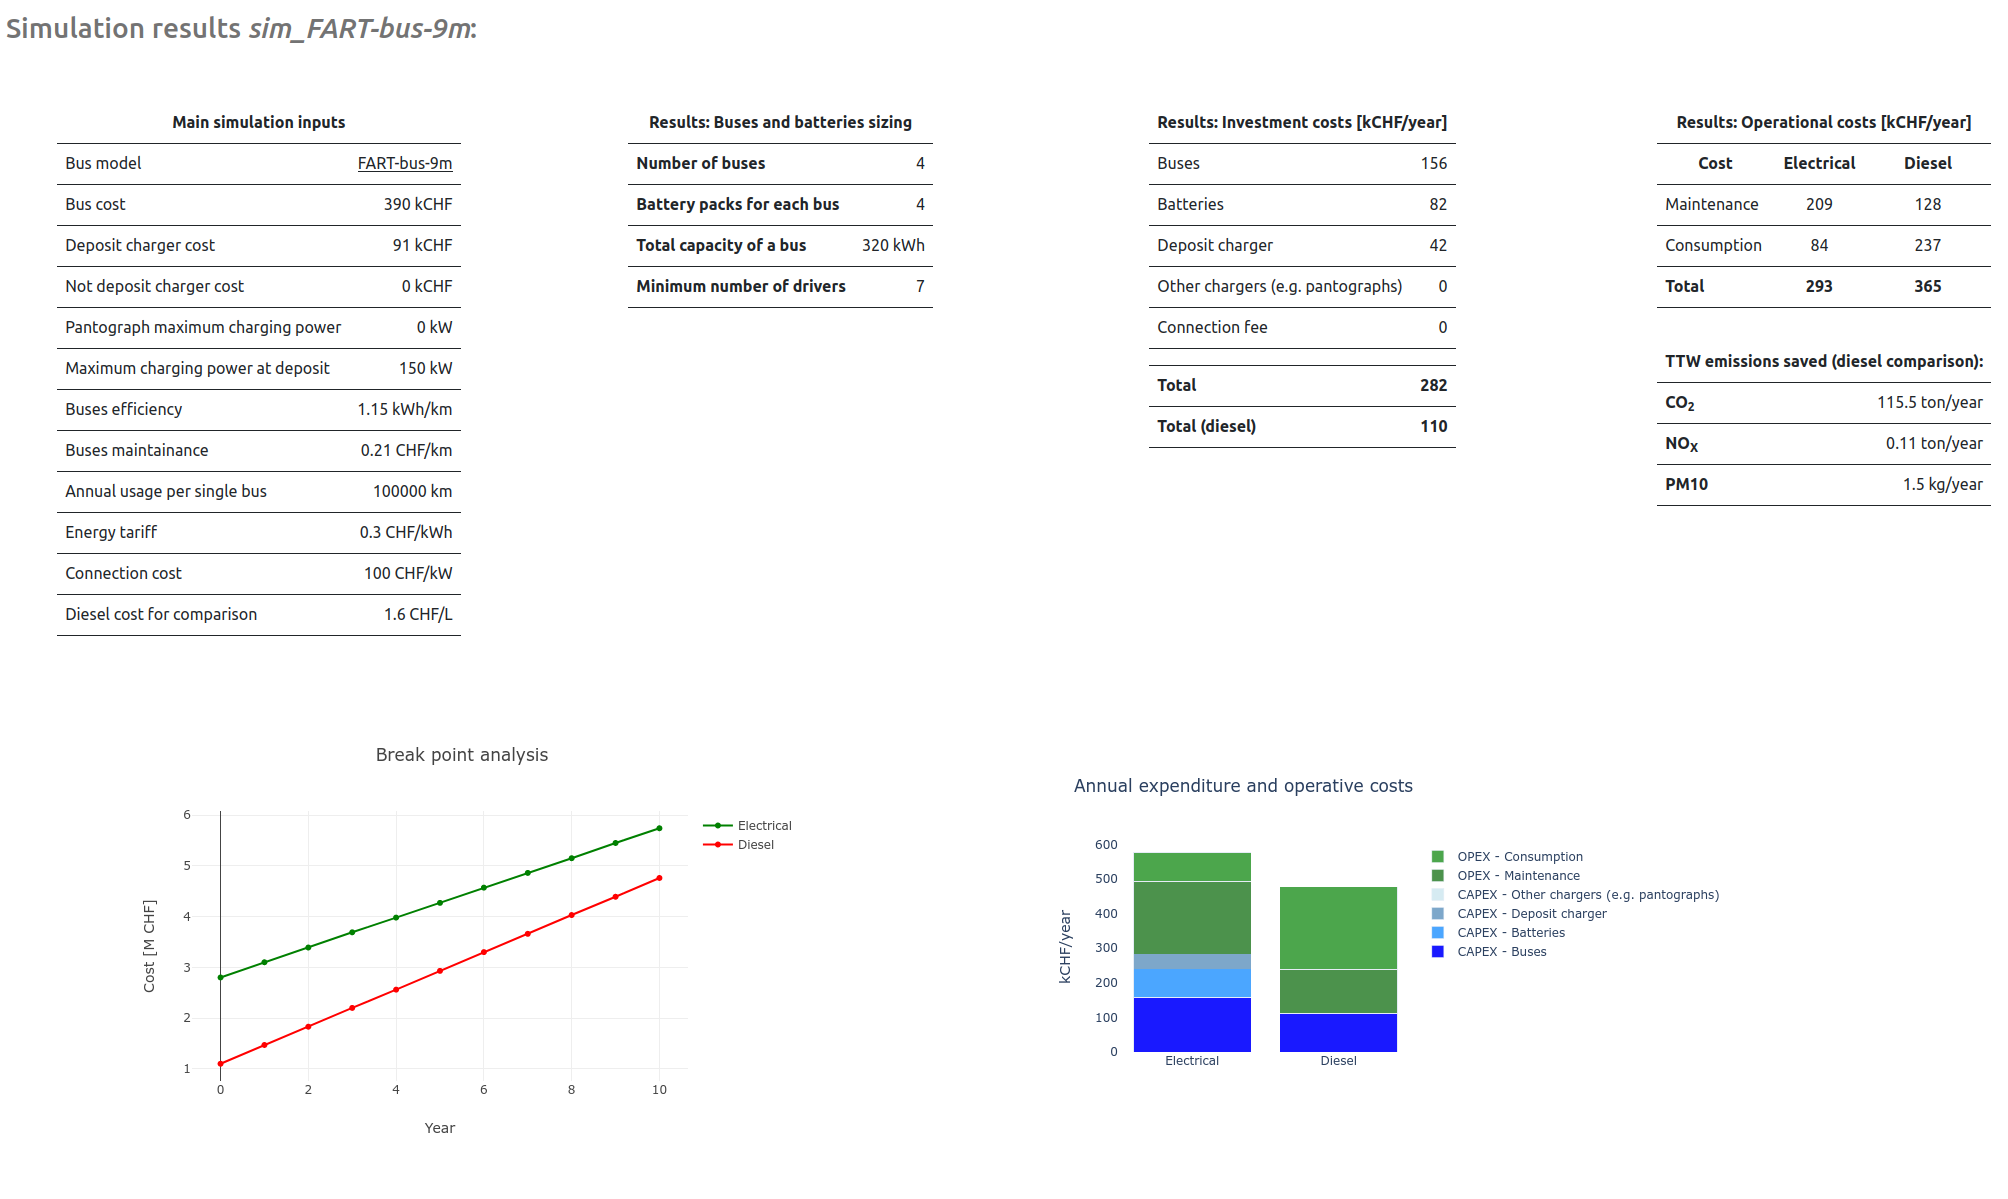 Simulation results sim_FART-bus-9m:
Main simulation inputs
Bus model FART-bus-9m
Bus cost 390 kCHF
Deposit charger cost 91 kCHF
Not deposit charger cost 0 kCHF
Pantograph maximum charging power 0 kW
Maximum charging power at deposit 150 kW
Buses efficiency 1.15 kWh/km
Buses maintainance 0.21 CHF/km
Annual usage per single bus 100000 km
Energy tariff 0.3 CHF/kWh
Connection cost 100 CHF/kW
Diesel cost for comparison 1.6 CHF/L
Results: Buses and batteries sizing
Number of buses 4
Battery packs for each bus 4
Total capacity of a bus 320 kWh
Minimum number of drivers 7
Results: Investment costs [kCHF/year]
Buses 156
Batteries 82
Deposit charger 42
Other chargers (e.g. pantographs) 0
Connection fee 0
Total 282
Total (diesel) 110
Results: Operational costs [kCHF/year]
Cost Electrical Diesel
Maintenance 209 128
Consumption 84 237
Total 293 365
TTW emissions saved (diesel comparison):
CO2 115.5 ton/year
NOX 0.11 ton/year
PM10 1.5 kg/year
Break point analysis
6
5
4
3
2
1
Cost [M CHF]
0 2 4 6 8 10
Year
Electrical
Diesel
Annual expenditure and operative costs
600
500
400
300
200
100
0
kCHF/year
Electrical Diesel
OPEX - Consumption
OPEX - Maintenance
CAPEX - Other chargers (e.g. pantographs)
CAPEX - Deposit charger
CAPEX - Batteries
CAPEX - Buses